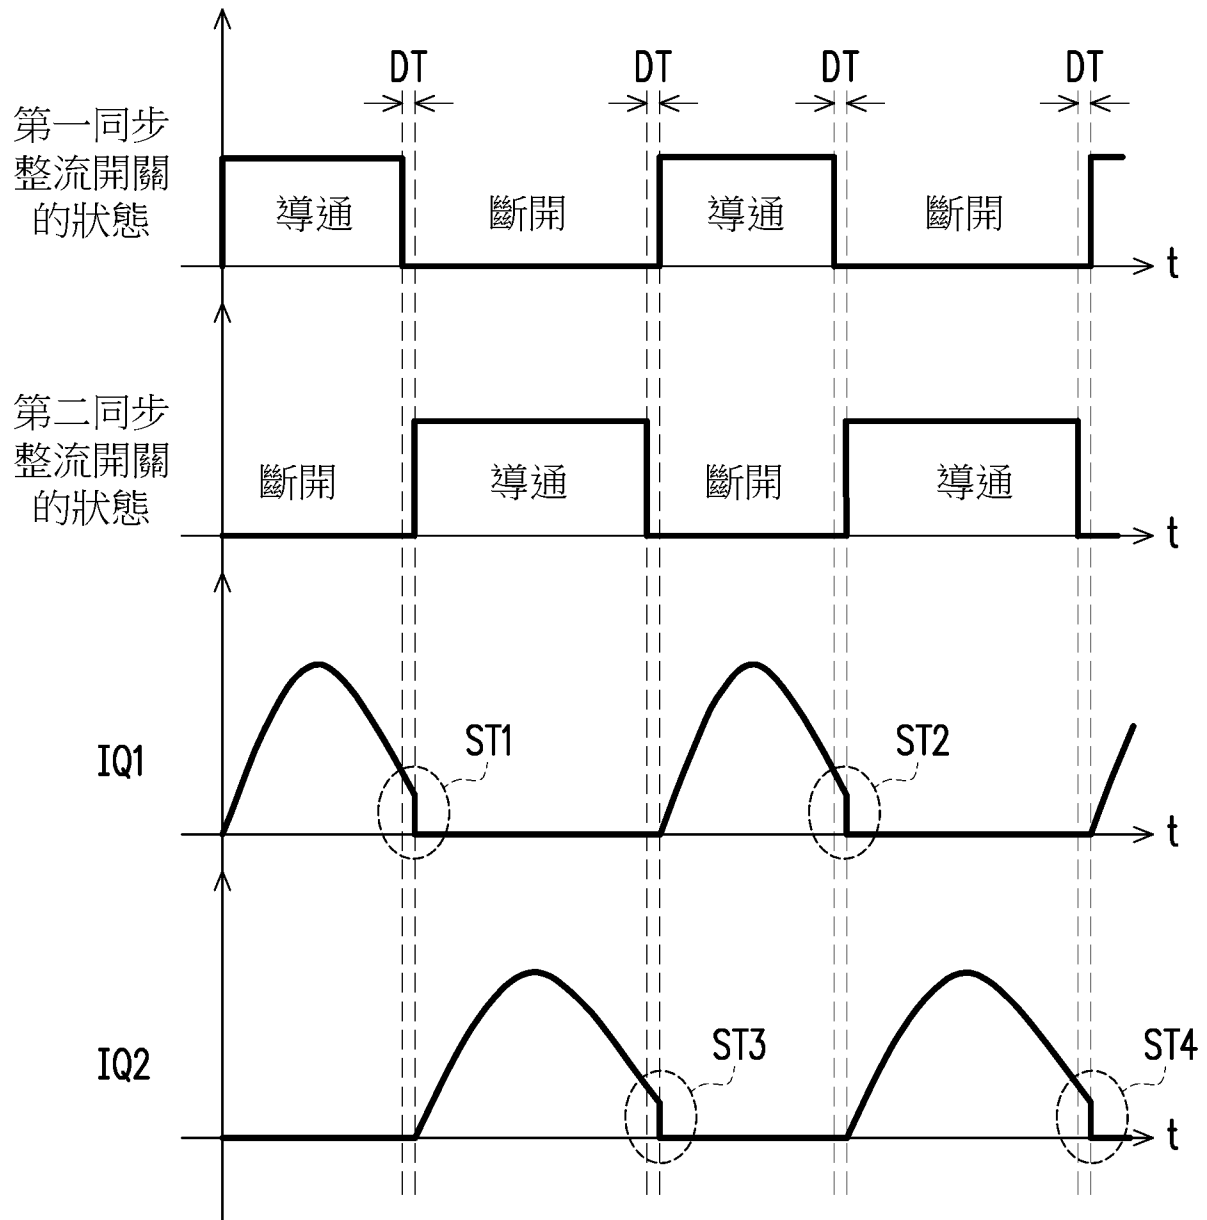 DT DT DT DT
第一同步
整流開關
的狀態
導通 斷開 導通 斷開
t
第二同步
整流開關
的狀態
斷開 導通 斷開 導通
t
IQ1
ST1 ST2
t
IQ2
ST3 ST4
t